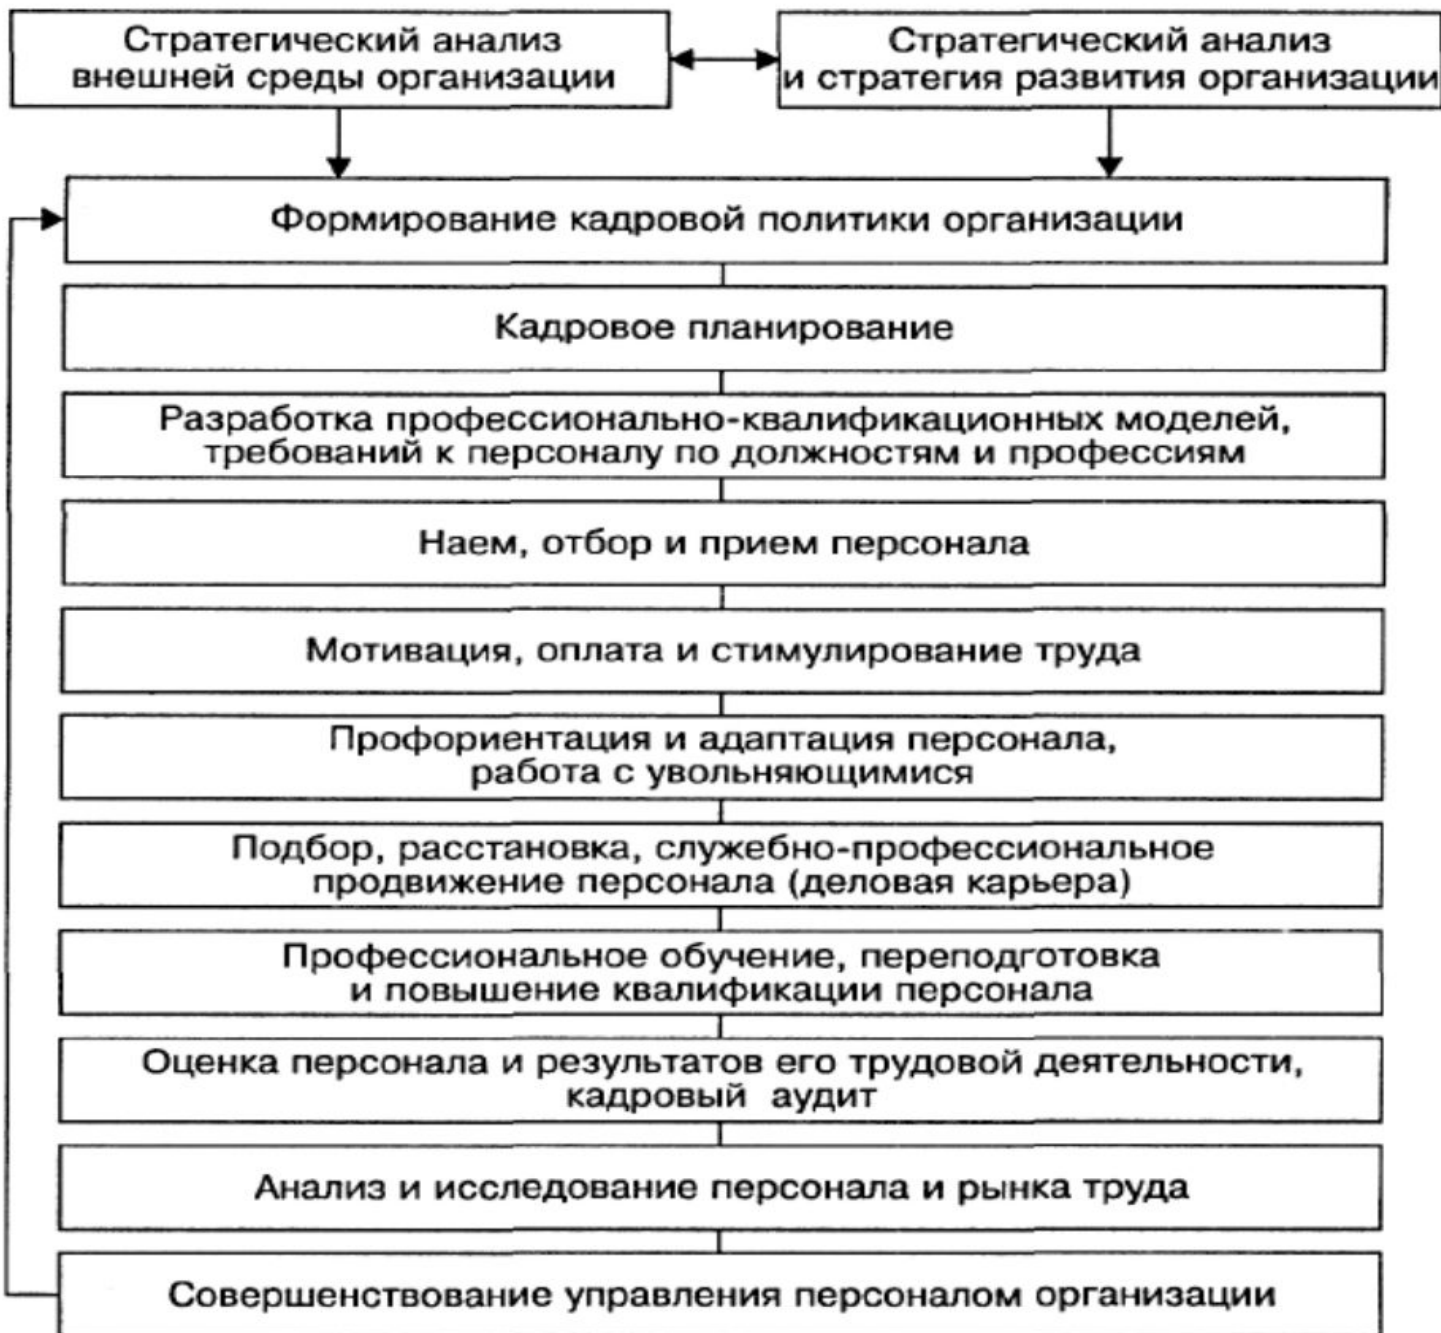 Стратегический анализ
внешней среды организации
Стратегический анализ
и стратегия развития организации
Формирование кадровой политики организации
Кадровое планирование
Разработка профессионально-квалификационных моделей,
требований к персоналу по должностям и профессиям
Наем, отбор и прием персонала
Мотивация, оплата и стимулирование труда
Профориентация и адаптация персонала,
работа с увольняющимися
Подбор, расстановка, служебно-профессиональное
продвижение персонала (деловая карьера)
Профессиональное обучение, переподготовка
и повышение квалификации персонала
Оценка персонала и результатов его трудовой деятельности,
кадровый аудит
Анализ и исследование персонала и рынка труда
Совершенствование управления персоналом организации